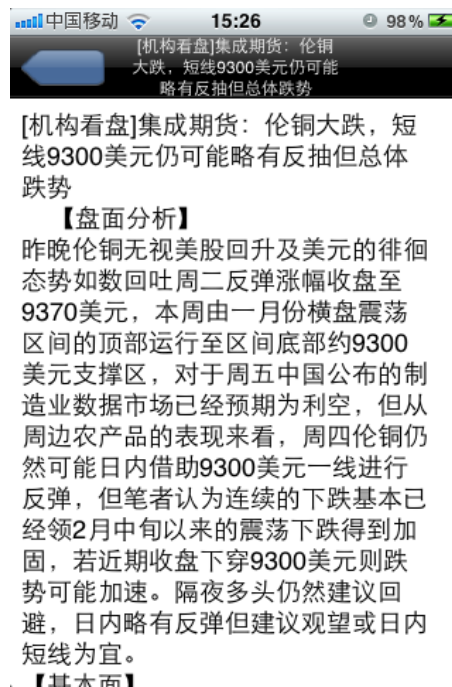 中国移动 15:26 98%
[机构看盘]集成期货：伦铜
大跌，短线9300美元仍可能
略有反抽但总体跌势
[机构看盘]集成期货：伦铜大跌，短
线9300美元仍可能略有反抽但总体
跌势
【盘面分析】
昨晚伦铜无视美股回升及美元的徘徊
态势如数回吐周二反弹涨幅收盘至
9370美元，本周由一月份横盘震荡
区间的顶部运行至区间底部约9300
美元支撑区，对于周五中国公布的制
造业数据市场已经预期为利空，但从
周边农产品的表现来看，周四伦铜仍
然可能日内借助9300美元一线进行
反弹，但笔者认为连续的下跌基本已
经领2月中旬以来的震荡下跌得到加
固，若近期收盘下穿9300美元则跌
势可能加速。隔夜多头仍然建议回
避，日内略有反弹但建议观望或日内
短线为宜。
【基本面】